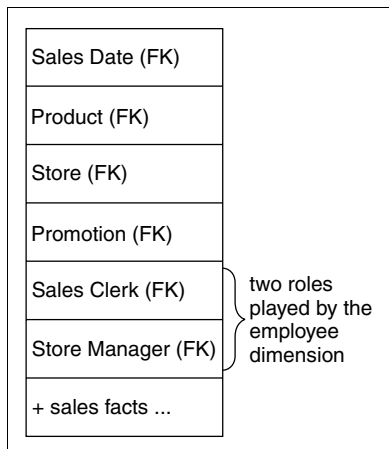 Sales Date (FK)
Product (FK)
Store (FK)
Promotion (FK)
Sales Clerk (FK)
Store Manager (FK)
+ sales facts ...
two roles
played by the
employee
dimension